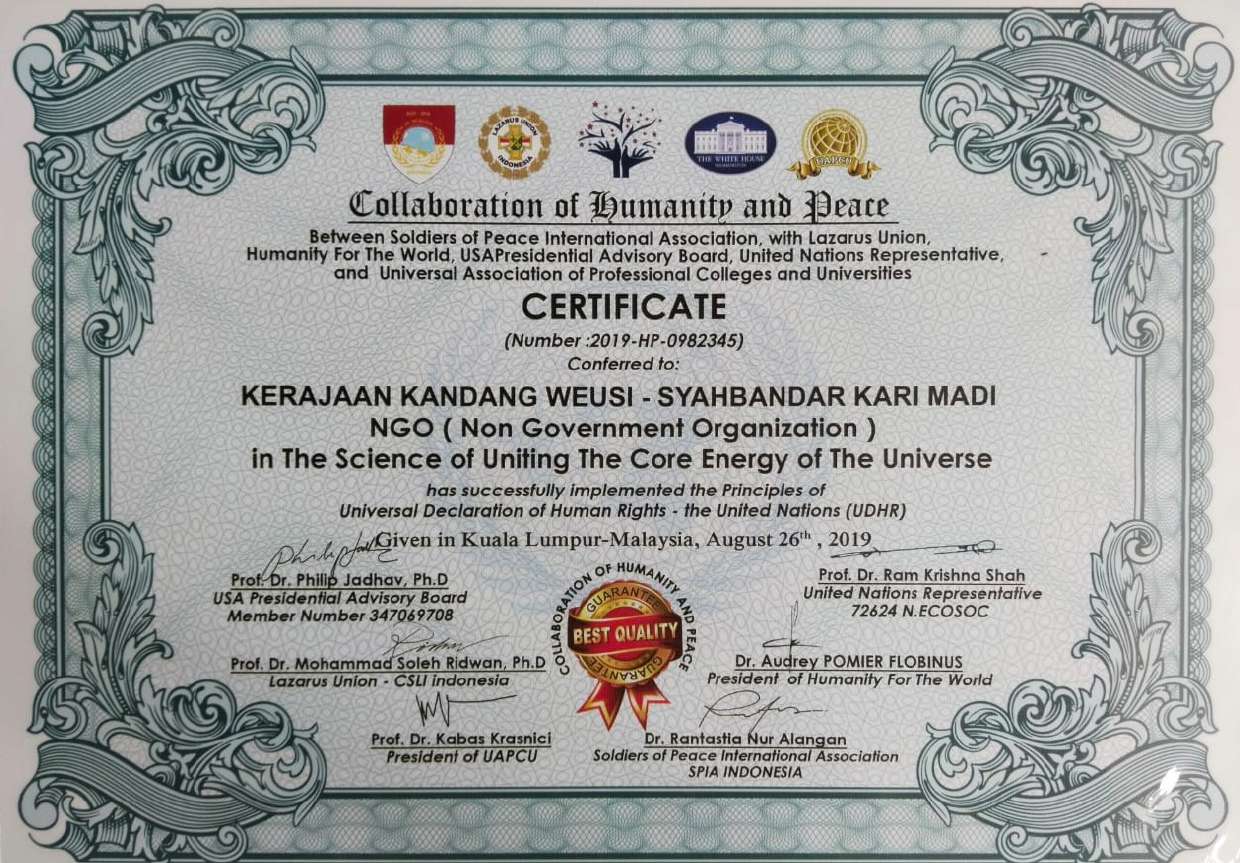 LAZARUS UNION
INDONESIA
THE WHITE HOUSE
WASHINGTON
UAPCU
Collaboration of Humanity and Peace
Between Soldiers of Peace International Association, with Lazarus Union,
Humanity For The World, USAPresidential Advisory Board, United Nations Representative,
and Universal Association of Professional Colleges and Universities
CERTIFICATE
(Number :2019-HP-0982345)
Conferred to:
KERAJAAN KANDANG WEUSI - SYAHBANDAR KARI MADI
NGO ( Non Government Organization )
in The Science of Uniting The Core Energy of The Universe
has successfully implemented the Principles of
Universal Declaration of Human Rights - the United Nations (UDHR)
Given in Kuala Lumpur-Malaysia, August 26th , 2019
Prof. Dr. Philip Jadhav, Ph.D
USA Presidential Advisory Board
Member Number 347069708
Prof. Dr. Ram Krishna Shah
United Nations Representative
72624 N.ECOSOC
COLLABORATION OF HUMANITY AND PEACE
GUARANTEE
BEST QUALITY
GUARANTEE
Prof. Dr. Mohammad Soleh Ridwan, Ph.D
Lazarus Union - CSLI Indonesia
Dr. Audrey POMIER FLOBINUS
President of Humanity For The World
Prof. Dr. Kabas Krasnici
President of UAPCU
Dr. Rantastia Nur Alangan
Soldiers of Peace International Association
SPIA INDONESIA